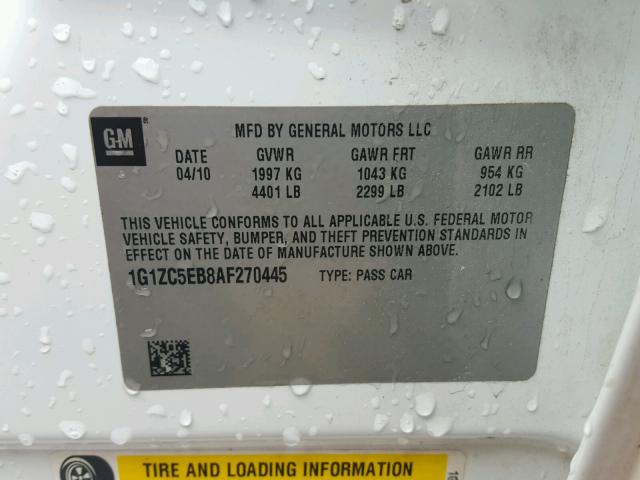 GM
MFD BY GENERAL MOTORS LLC
DATE GVWR GAWR FRT GAWR RR
04/10 1997 KG 1043 KG 954 KG
4401 LB 2299 LB 2102 LB
THIS VEHICLE CONFORMS TO ALL APPLICABLE U.S. FEDERAL MOTOR
VEHICLE SAFETY, BUMPER, AND THEFT PREVENTION STANDARDS IN
EFFECT ON THE DATE OF MANUFACTURE SHOWN ABOVE.
1G1ZC5EB8AF270445 TYPE: PASS CAR
TIRE AND LOADING INFORMATION